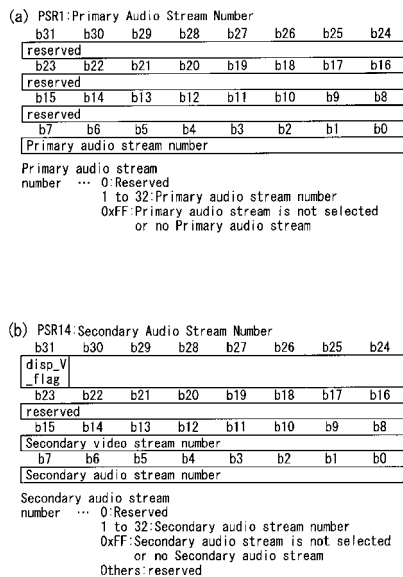 (a) PSR1:Primary Audio Stream Number
b31 b30 b29 b28 b27 b26 b25 b24
reserved
b23 b22 b21 b20 b19 b18 b17 b16
reserved
b15 b14 b13 b12 b11 b10 b9 b8
reserved
b7 b6 b5 b4 b3 b2 b1 b0
Primary audio stream number
Primary audio stream
number ... 0:Reserved
1 to 32:Primary audio stream number
0xFF:Primary audio stream is not selected
or no Primary audio stream
(b) PSR14:Secondary Audio Stream Number
b31 b30 b29 b28 b27 b26 b25 b24
disp_V
_flag
b23 b22 b21 b20 b19 b18 b17 b16
reserved
b15 b14 b13 b12 b11 b10 b9 b8
Secondary video stream number
b7 b6 b5 b4 b3 b2 b1 b0
Secondary audio stream number
Secondary audio stream
number ... 0:Reserved
1 to 32:Secondary audio stream number
0xFF:Secondary audio stream is not selected
or no Secondary audio stream
Others:reserved